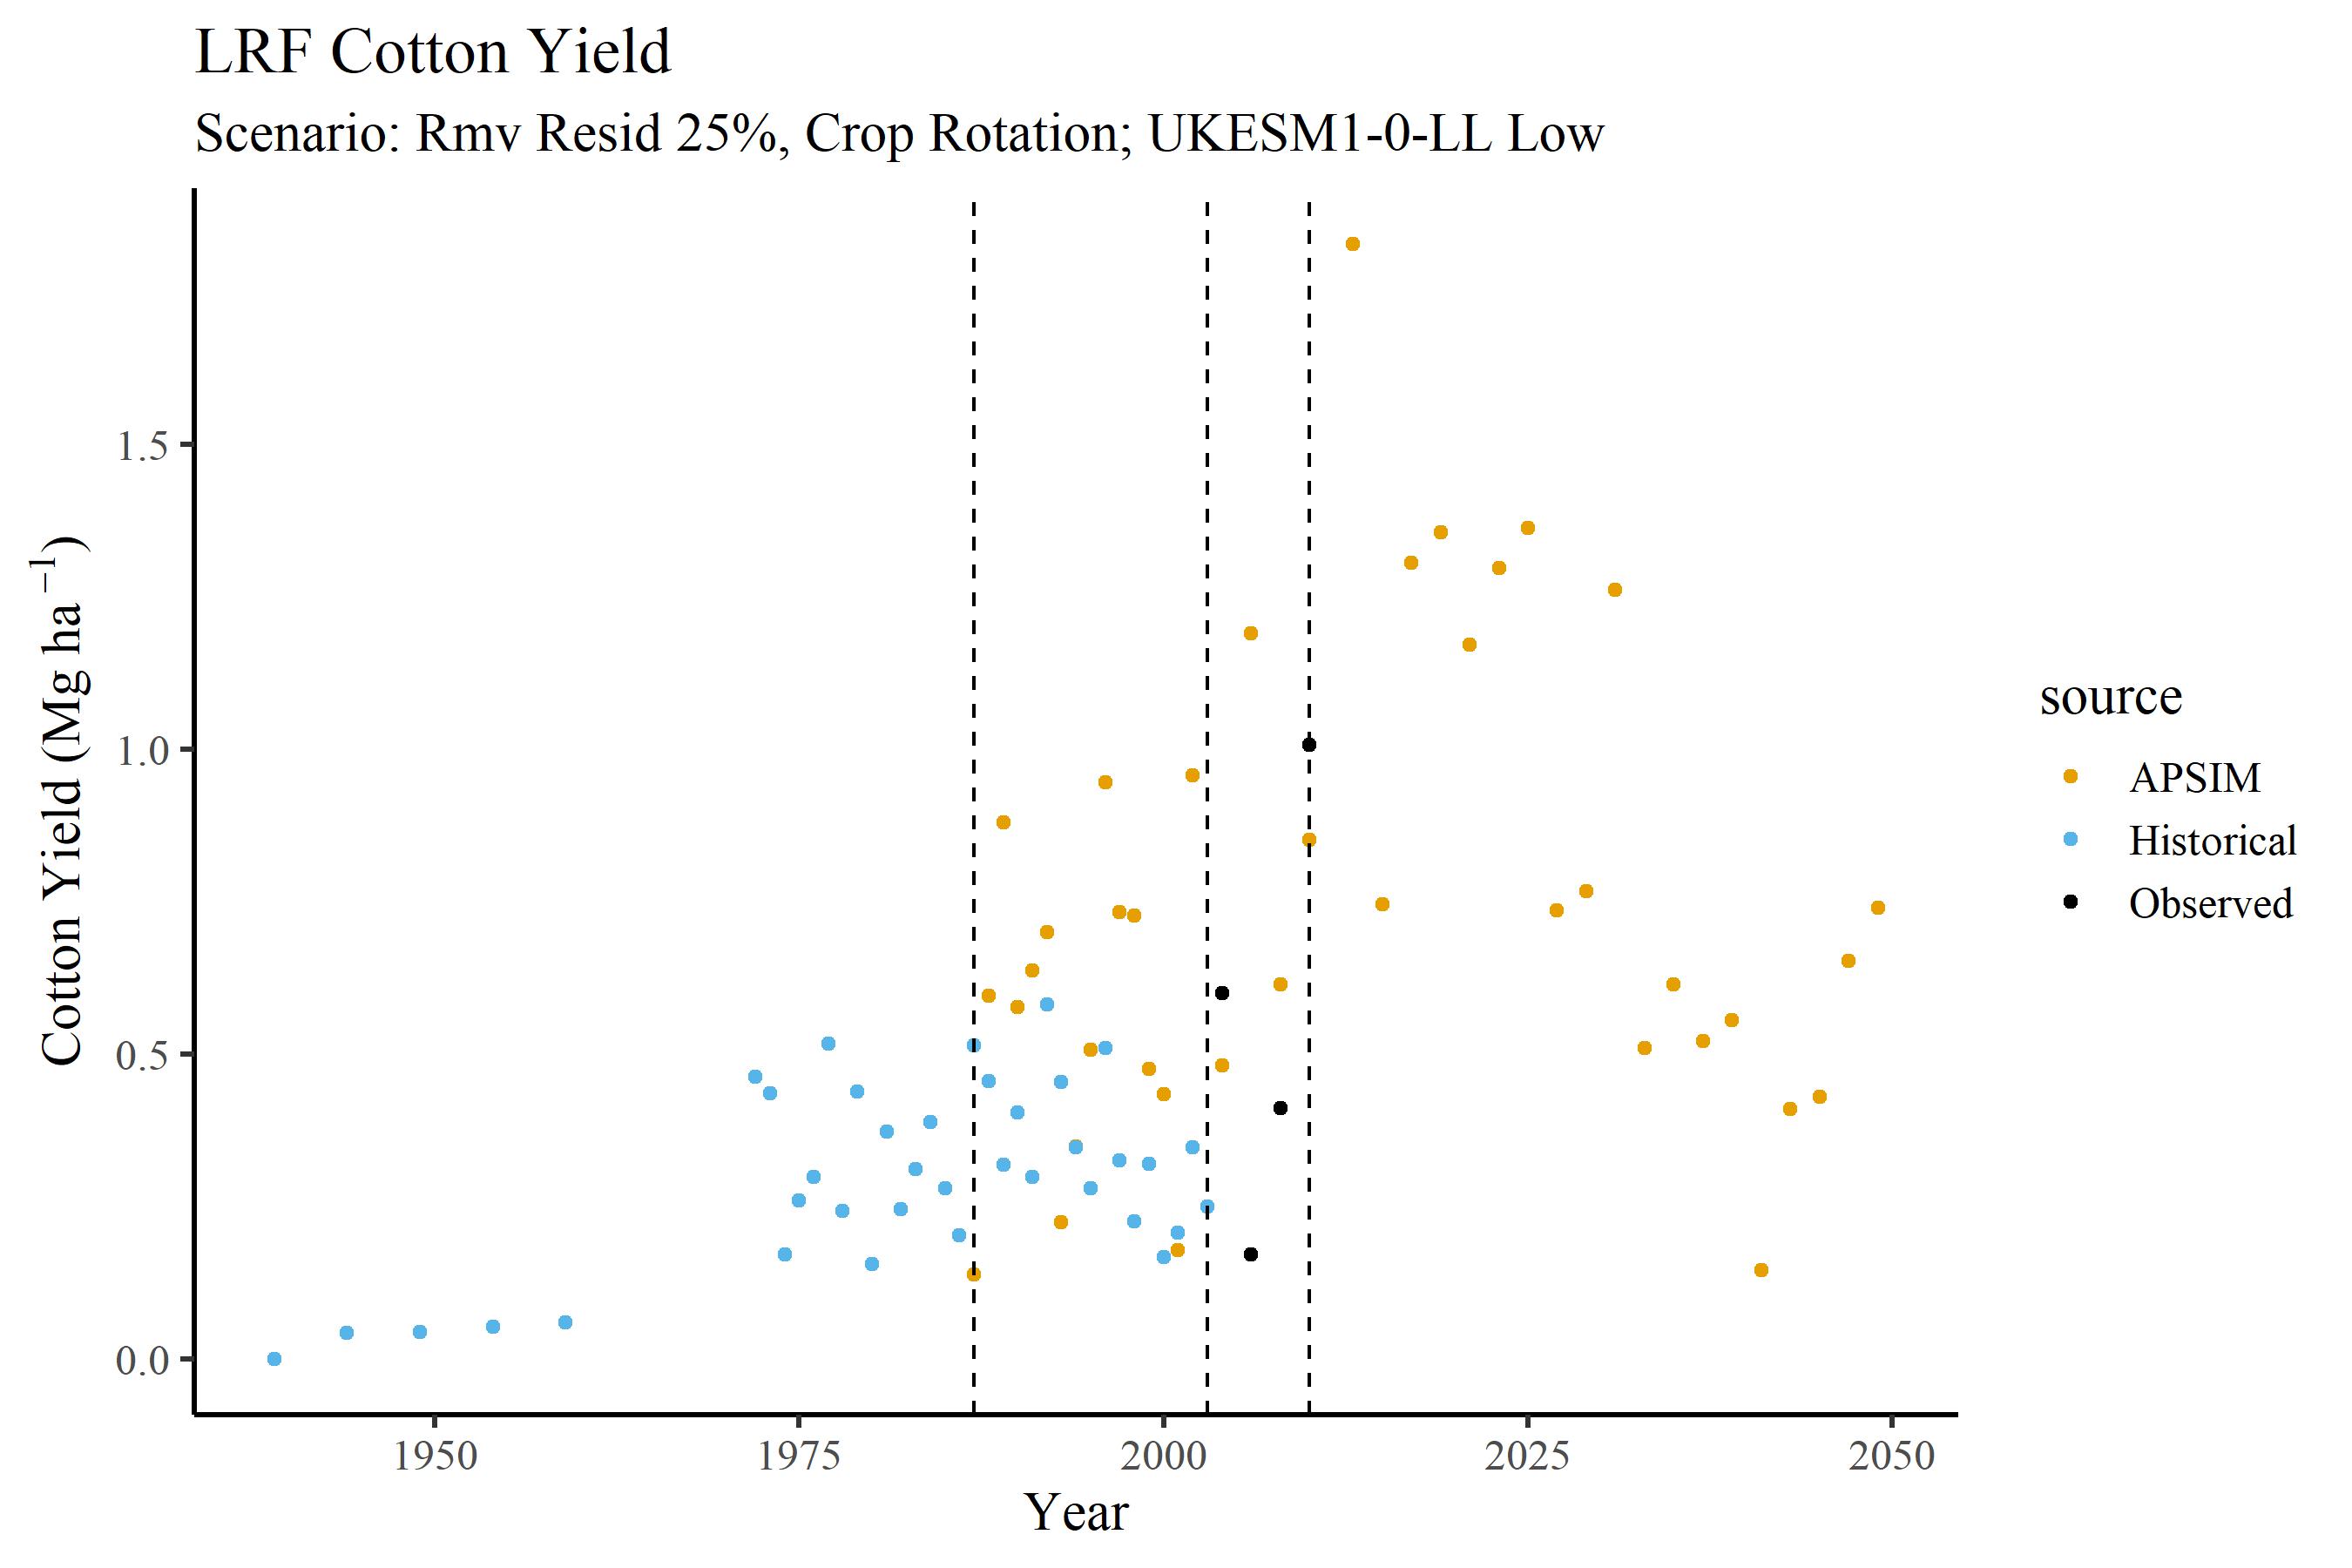 LRF Cotton Yield
Scenario: Rmv Resid 25%, Crop Rotation; UKESM1-0-LL Low
Cotton Yield (Mg ha −1)
1.5
1.0
0.5
0.0
1950 1975 2000 2025 2050
Year
source
APSIM
Historical
Observed